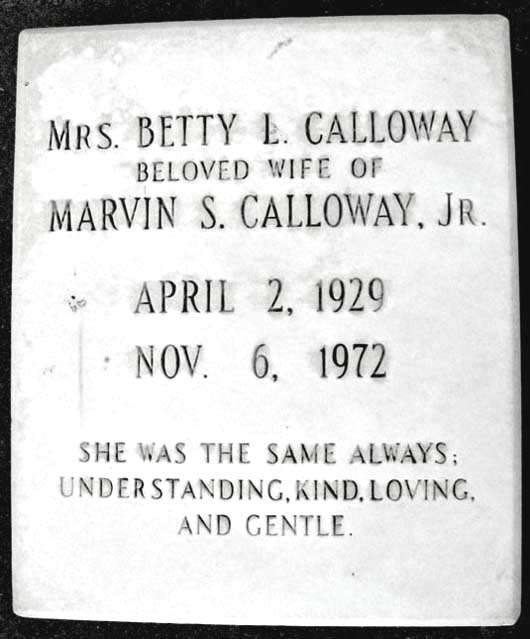 MRS. BETTY L. CALLOWAY
BELOVED WIFE OF
MARVIN S. CALLOWAY, JR.
APRIL 2, 1929
NOV. 6, 1972
SHE WAS THE SAME ALWAYS;
UNDERSTANDING, KIND, LOVING,
AND GENTLE.